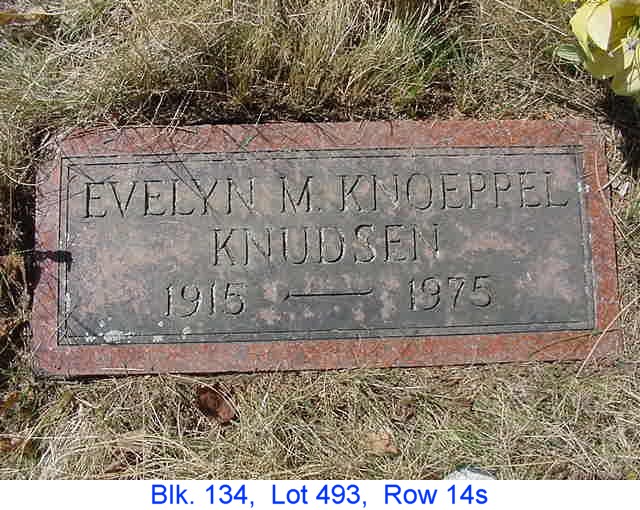 EVELYN M. KNOEPPEL
KNUDSEN
1915 — 1975
Blk. 134, Lot 493, Row 14s